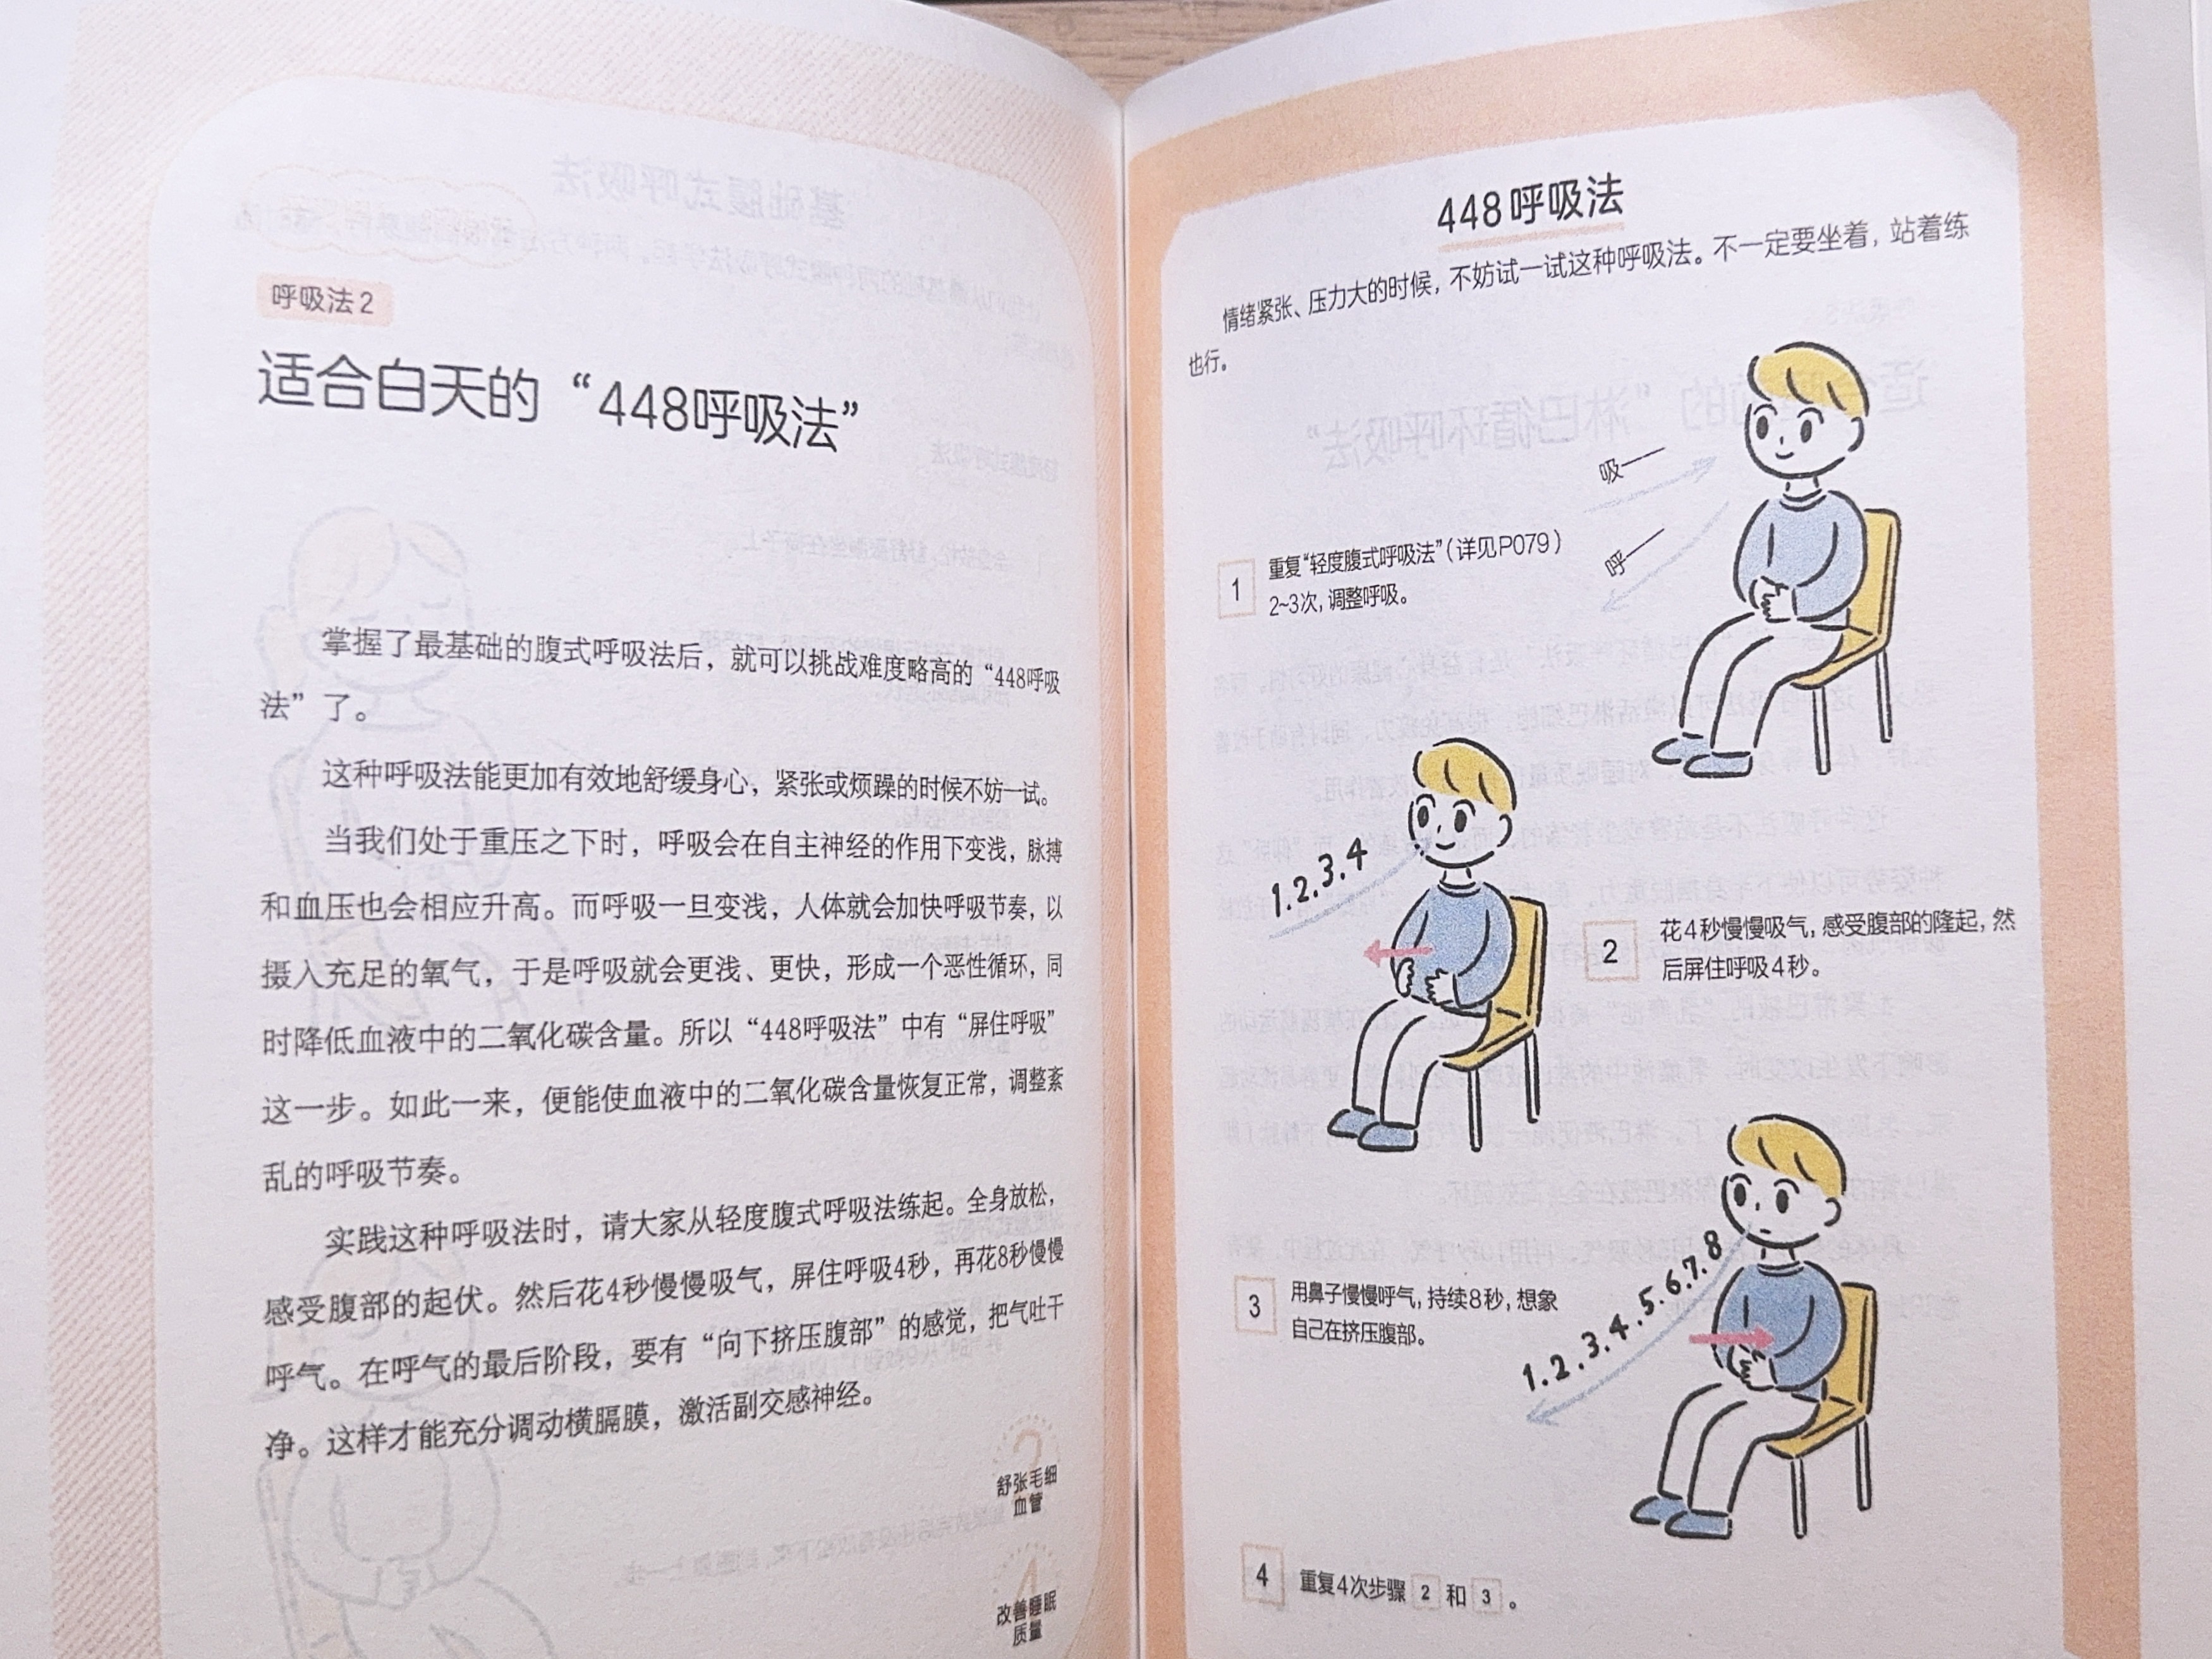 呼吸法2
适合白天的“448呼吸法”
掌握了最基础的腹式呼吸法后，就可以挑战难度略高的“448呼吸
法”了。
这种呼吸法能更加有效地舒缓身心，紧张或烦躁的时候不妨一试。
当我们处于重压之下时，呼吸会在自主神经的作用下变浅，脉搏
和血压也会相应升高。而呼吸一旦变浅，人体就会加快呼吸节奏，以
摄入充足的氧气，于是呼吸就会更浅、更快，形成一个恶性循环，同
时降低血液中的二氧化碳含量。所以“448呼吸法”中有“屏住呼吸”
这一步。如此一来，便能使血液中的二氧化碳含量恢复正常，调整紊
乱的呼吸节奏。
实践这种呼吸法时，请大家从轻度腹式呼吸法练起。全身放松，
感受腹部的起伏。然后花4秒慢慢吸气，屏住呼吸4秒，再花8秒慢慢
呼气。在呼气的最后阶段，要有“向下挤压腹部”的感觉，把气吐干
净。这样才能充分调动横膈膜，激活副交感神经。
2
舒张毛细
血管
4
改善睡眠
质量
448呼吸法
情绪紧张、压力大的时候，不妨试一试这种呼吸法。不一定要坐着，站着练
也行。
吸——
呼——
1
重复“轻度腹式呼吸法”（详见P079）
2~3次，调整呼吸。
1.2.3.4
2
花4秒慢慢吸气，感受腹部的隆起，然
后屏住呼吸4秒。
3
用鼻子慢慢呼气，持续8秒，想象
自己在挤压腹部。
1.2.3.4.5.6.7.8
4 重复4次步骤 2 和 3 。